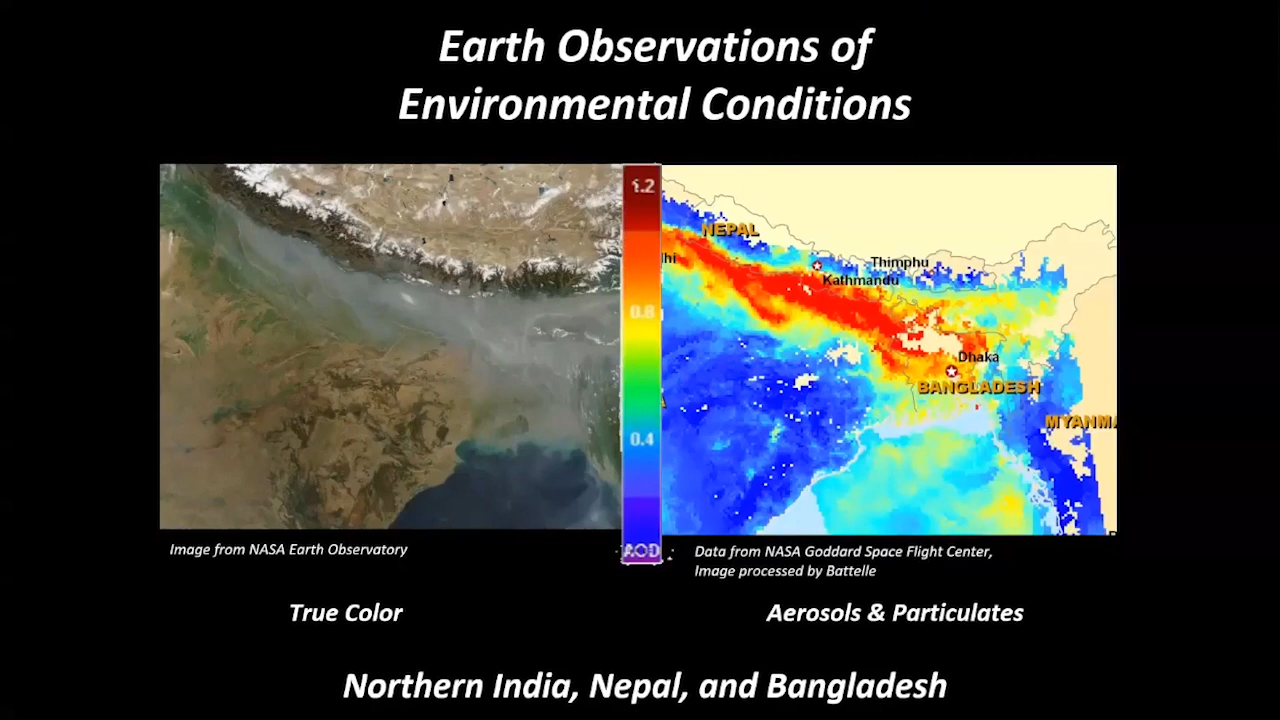 Earth Observations of
Environmental Conditions
1.2
0.8
0.4
AOD
NEPAL
lhi
Thimphu
Kathmandu
Dhaka
BANGLADESH
MYANMA
Image from NASA Earth Observatory
Data from NASA Goddard Space Flight Center,
Image processed by Battelle
True Color
Aerosols & Particulates
Northern India, Nepal, and Bangladesh